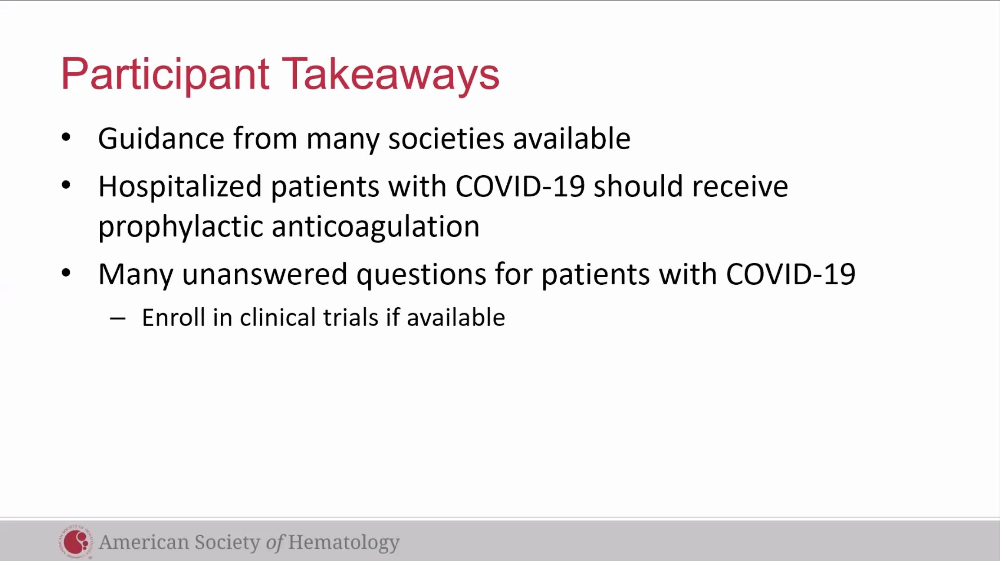 Participant Takeaways
• Guidance from many societies available
• Hospitalized patients with COVID-19 should receive
prophylactic anticoagulation
• Many unanswered questions for patients with COVID-19
– Enroll in clinical trials if available
American Society of Hematology